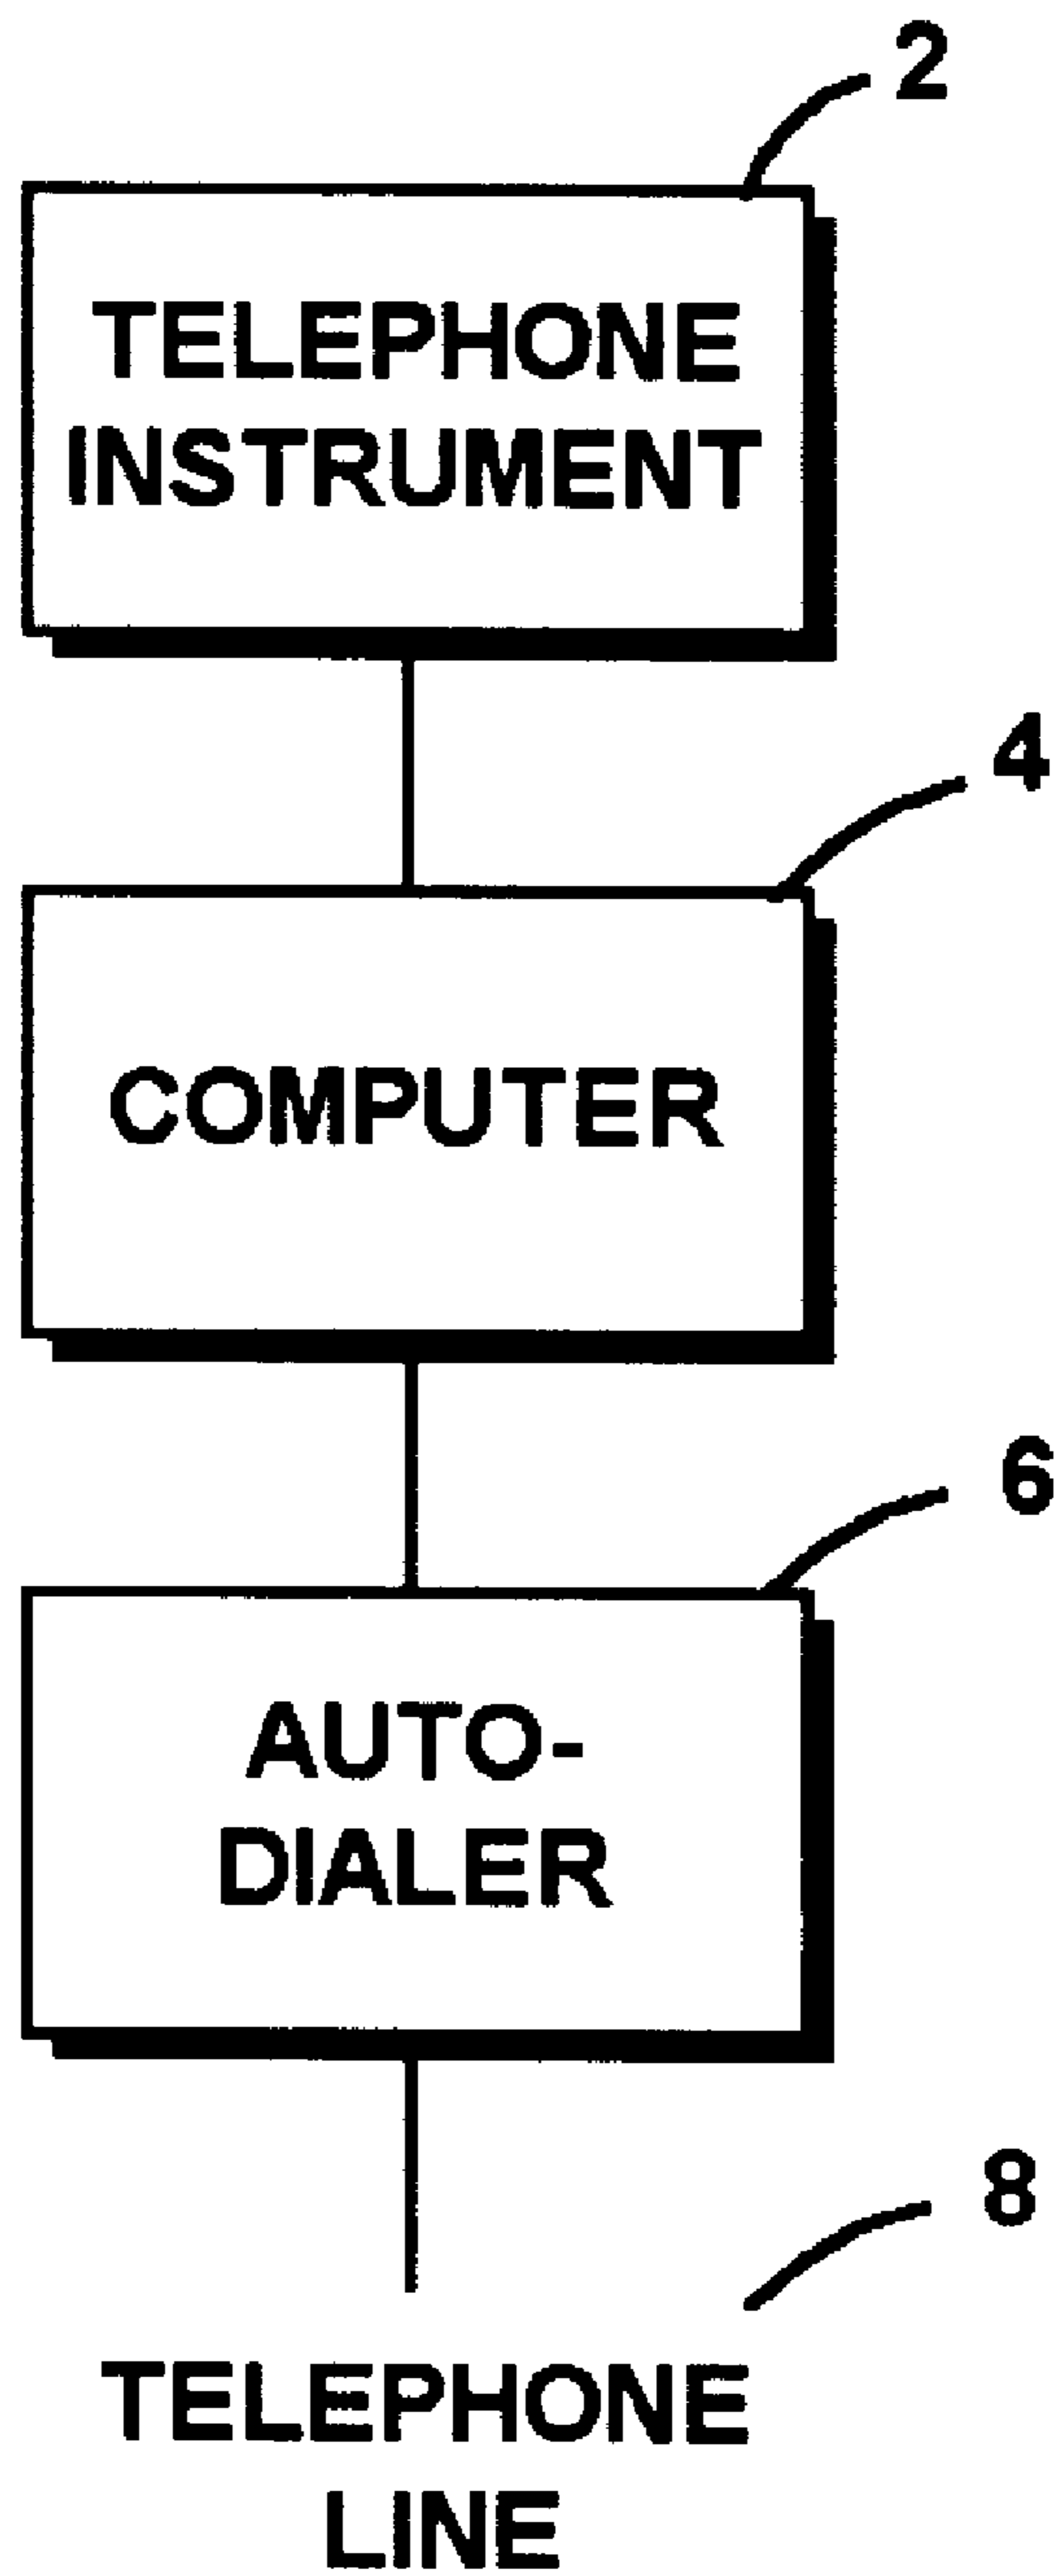 2
TELEPHONE
INSTRUMENT
4
COMPUTER
6
AUTO-
DIALER
8
TELEPHONE
LINE